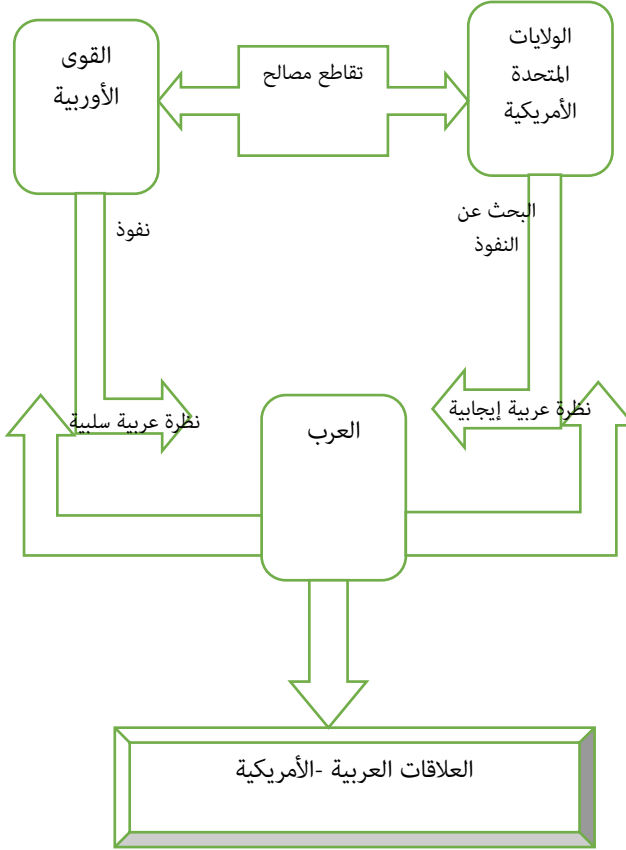 الولايات
المتحدة
الأمريكية
تقاطع مصالح
القوى
الأوربية
البحث عن
النفوذ
نفوذ
نظرة عربية إيجابية
العرب
نظرة عربية سلبية
العلاقات العربية -الأمريكية